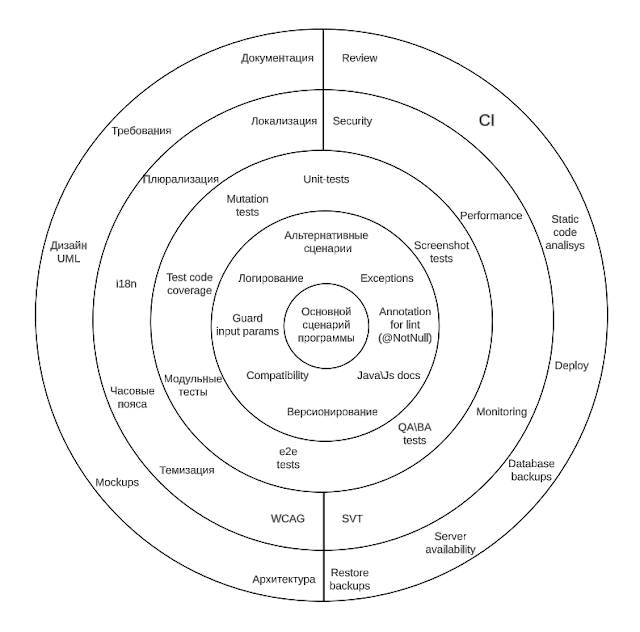 Документация
Review
CI
Требования
Локализация
Security
Плюрализация
Unit-tests
Mutation
tests
Performance
Static
code
analisys
Дизайн
UML
Альтернативные
сценарии
Screenshot
tests
i18n
Test code
coverage
Логирование
Exceptions
Guard
input params
Основной
сценарий
программы
Annotation
for lint
(@NotNull)
Deploy
Compatibility
Java\Js docs
Модульные
тесты
Часовые
пояса
Версионирование
Monitoring
QA\BA
tests
e2e
tests
Темизация
Database
backups
Mockups
WCAG
SVT
Server
availability
Архитектура
Restore
backups